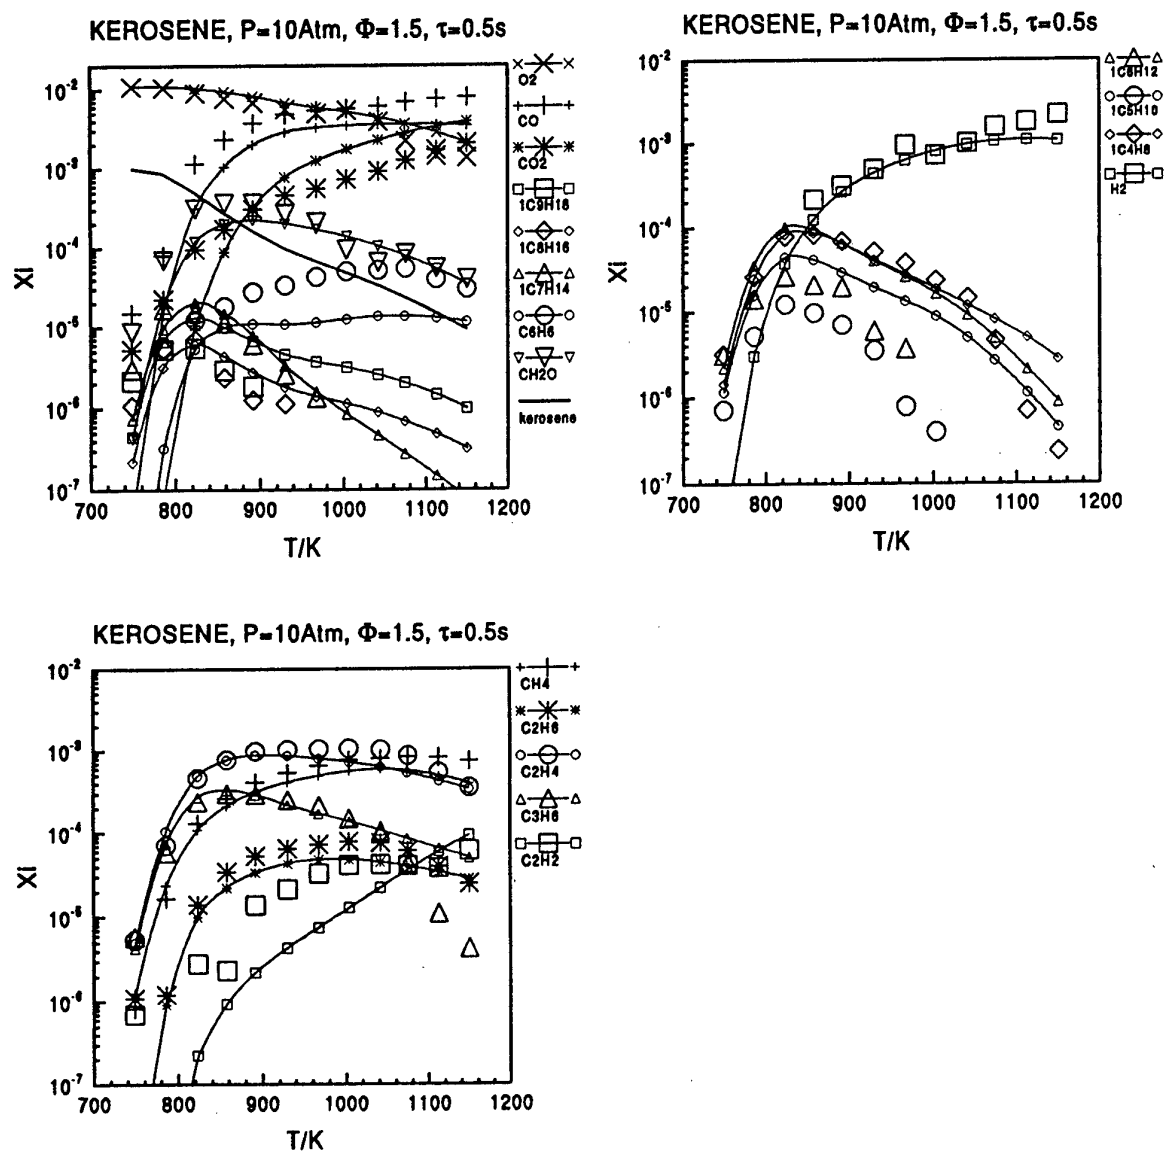 KEROSENE, P=10Atm, Φ=1.5, τ=0.5s
Xi
10-2
10-3
10-4
10-5
10-6
10-7
700 800 900 1000 1100 1200
T/K
O2
CO
CO2
1C9H18
1C8H16
1C7H14
C6H6
CH2O
kerosene
KEROSENE, P=10Atm, Φ=1.5, τ=0.5s
Xi
10-2
10-3
10-4
10-5
10-6
10-7
700 800 900 1000 1100 1200
T/K
1C6H12
1C5H10
1C4H8
H2
KEROSENE, P=10Atm, Φ=1.5, τ=0.5s
Xi
10-2
10-3
10-4
10-5
10-6
10-7
700 800 900 1000 1100 1200
T/K
CH4
C2H6
C2H4
C3H6
C2H2